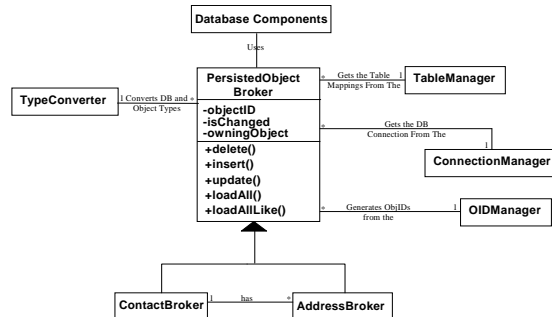 Database Components
Uses
PersistedObject
Broker
-objectID
-isChanged
-owningObject
+delete()
+insert()
+update()
+loadAll()
+loadAllLike()
TypeConverter
1 Converts DB and *
Object Types
* Gets the Table 1
Mappings From The
TableManager
* Gets the DB
Connection From The
1
ConnectionManager
* Generates ObjIDs 1
from the
OIDManager
ContactBroker
1 has *
AddressBroker